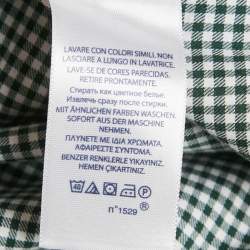 LAVARE CON COLORI SIMILI. NON
LASCIARE A LUNGO IN LAVATRICE.
LAVE-SE DE CORES PARECIDAS.
RETIRE PRONTAMENTE.
Стирать как цветное белье.
Извлечь сразу после стирки.
MIT ÄHNLICHEN FARBEN WASCHEN.
SOFORT AUS DER MASCHINE
NEHMEN.
ΠΛΥΝΕΤΕ ΜΕ ΙΔΙΑ ΧΡΩΜΑΤΑ.
ΑΦΑΙΡΕΣΤΕ ΣΥΝΤΟΜΑ.
BENZER RENKLERLE YIKAYINIZ.
HEMEN ÇIKARTINIZ.
40
n°1529 ®